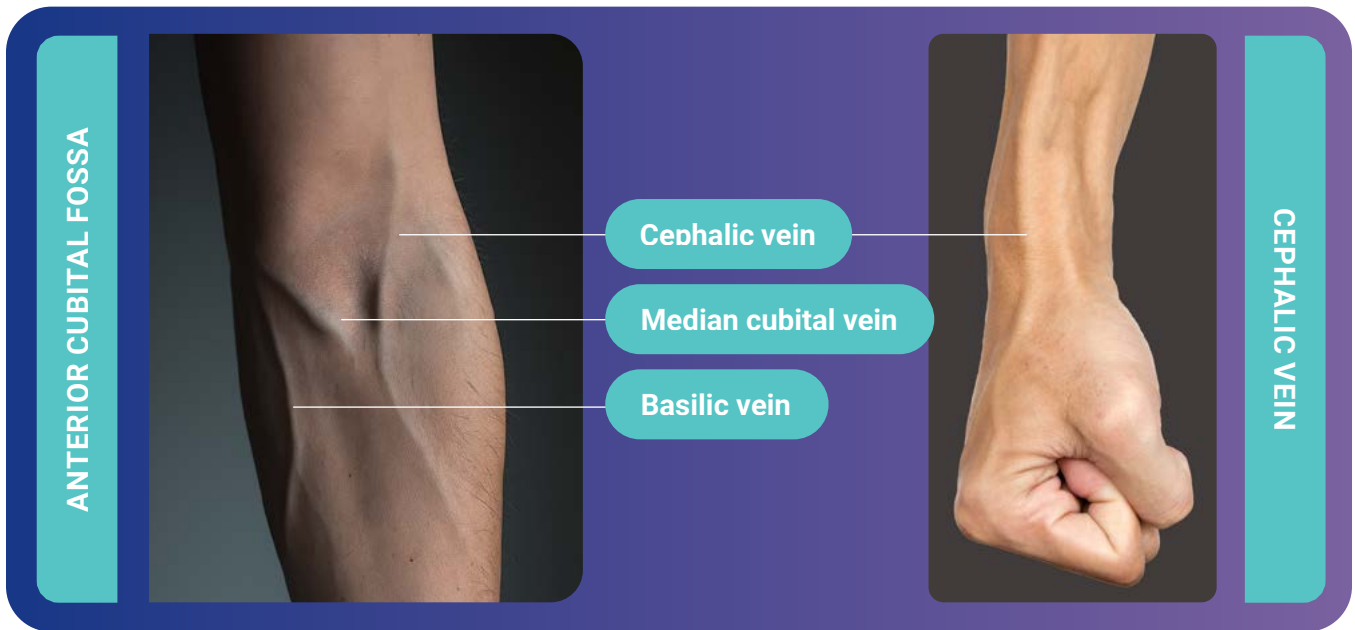 ANTERIOR CUBITAL FOSSA
Cephalic vein
Median cubital vein
Basilic vein
CEPHALIC VEIN